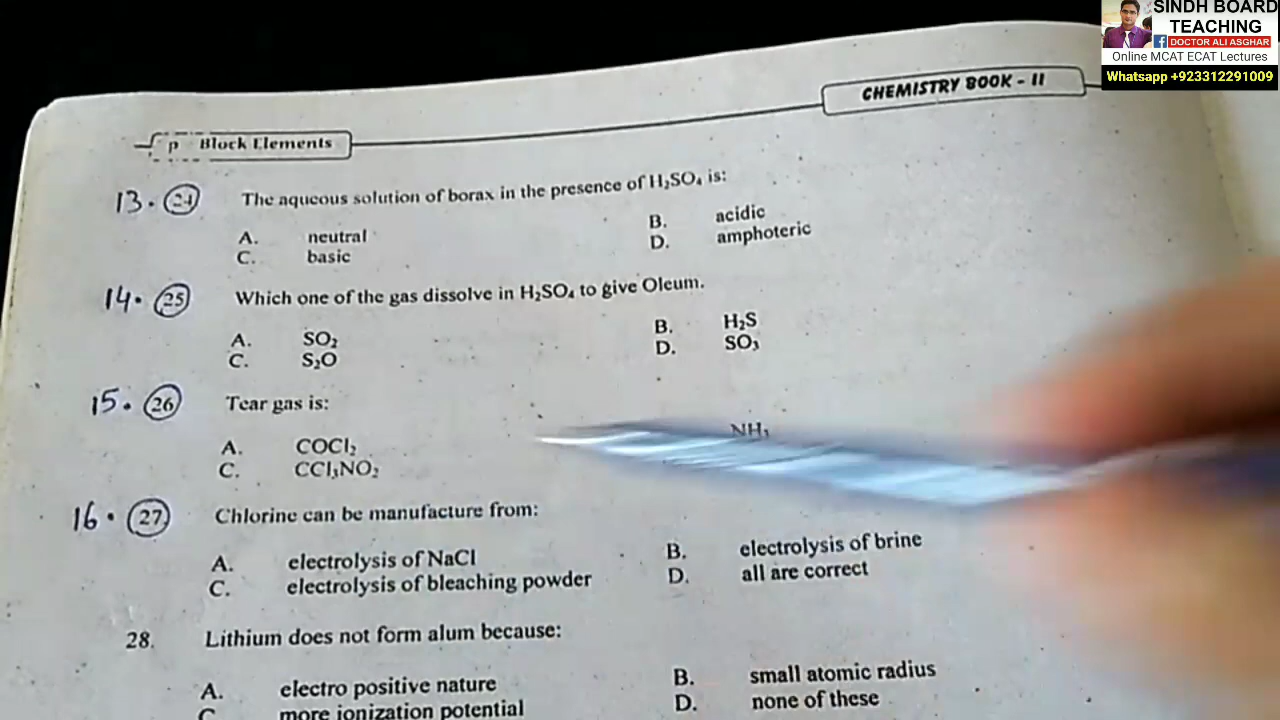 SINDH BOARD
TEACHING
DOCTOR ALI ASGHAR
Online MCAT ECAT Lectures
Whatsapp +923312291009
CHEMISTRY BOOK - II
p Block Elements
13. 24 The aqueous solution of borax in the presence of H₂SO₄ is:
A. neutral B. acidic
C. basic D. amphoteric
14. 25 Which one of the gas dissolve in H₂SO₄ to give Oleum.
A. SO₂ B. H₂S
C. S₂O D. SO₃
15. 26 Tear gas is:
A. COCl₂ NH₃
C. CCl₃NO₂
16. 27 Chlorine can be manufacture from:
A. electrolysis of NaCl B. electrolysis of brine
C. electrolysis of bleaching powder D. all are correct
28. Lithium does not form alum because:
A. electro positive nature B. small atomic radius
C. more ionization potential D. none of these